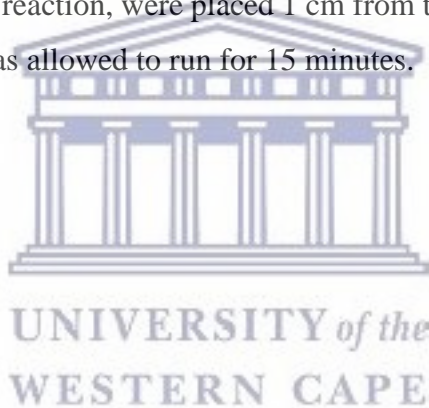 reaction, were placed 1 cm from t
as allowed to run for 15 minutes.
UNIVERSITY of the
WESTERN CAPE